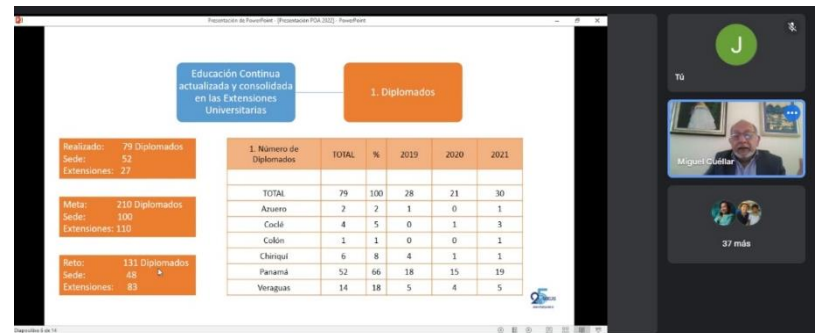 Presentación de PowerPoint - [Presentación POA 2022] - PowerPoint
Educación Continua
actualizada y consolidada
en las Extensiones
Universitarias
1. Diplomados
Realizado: 79 Diplomados
Sede: 52
Extensiones: 27
Meta: 210 Diplomados
Sede: 100
Extensiones: 110
Reto: 131 Diplomados
Sede: 48
Extensiones: 83
1. Número de Diplomados TOTAL % 2019 2020 2021
TOTAL 79 100 28 21 30
Azuero 2 2 1 0 1
Coclé 4 5 0 1 3
Colón 1 1 0 0 1
Chiriquí 6 8 4 1 1
Panamá 52 66 18 15 19
Veraguas 14 18 5 4 5
25
J
Tú
Miguel Cuéllar
37 más